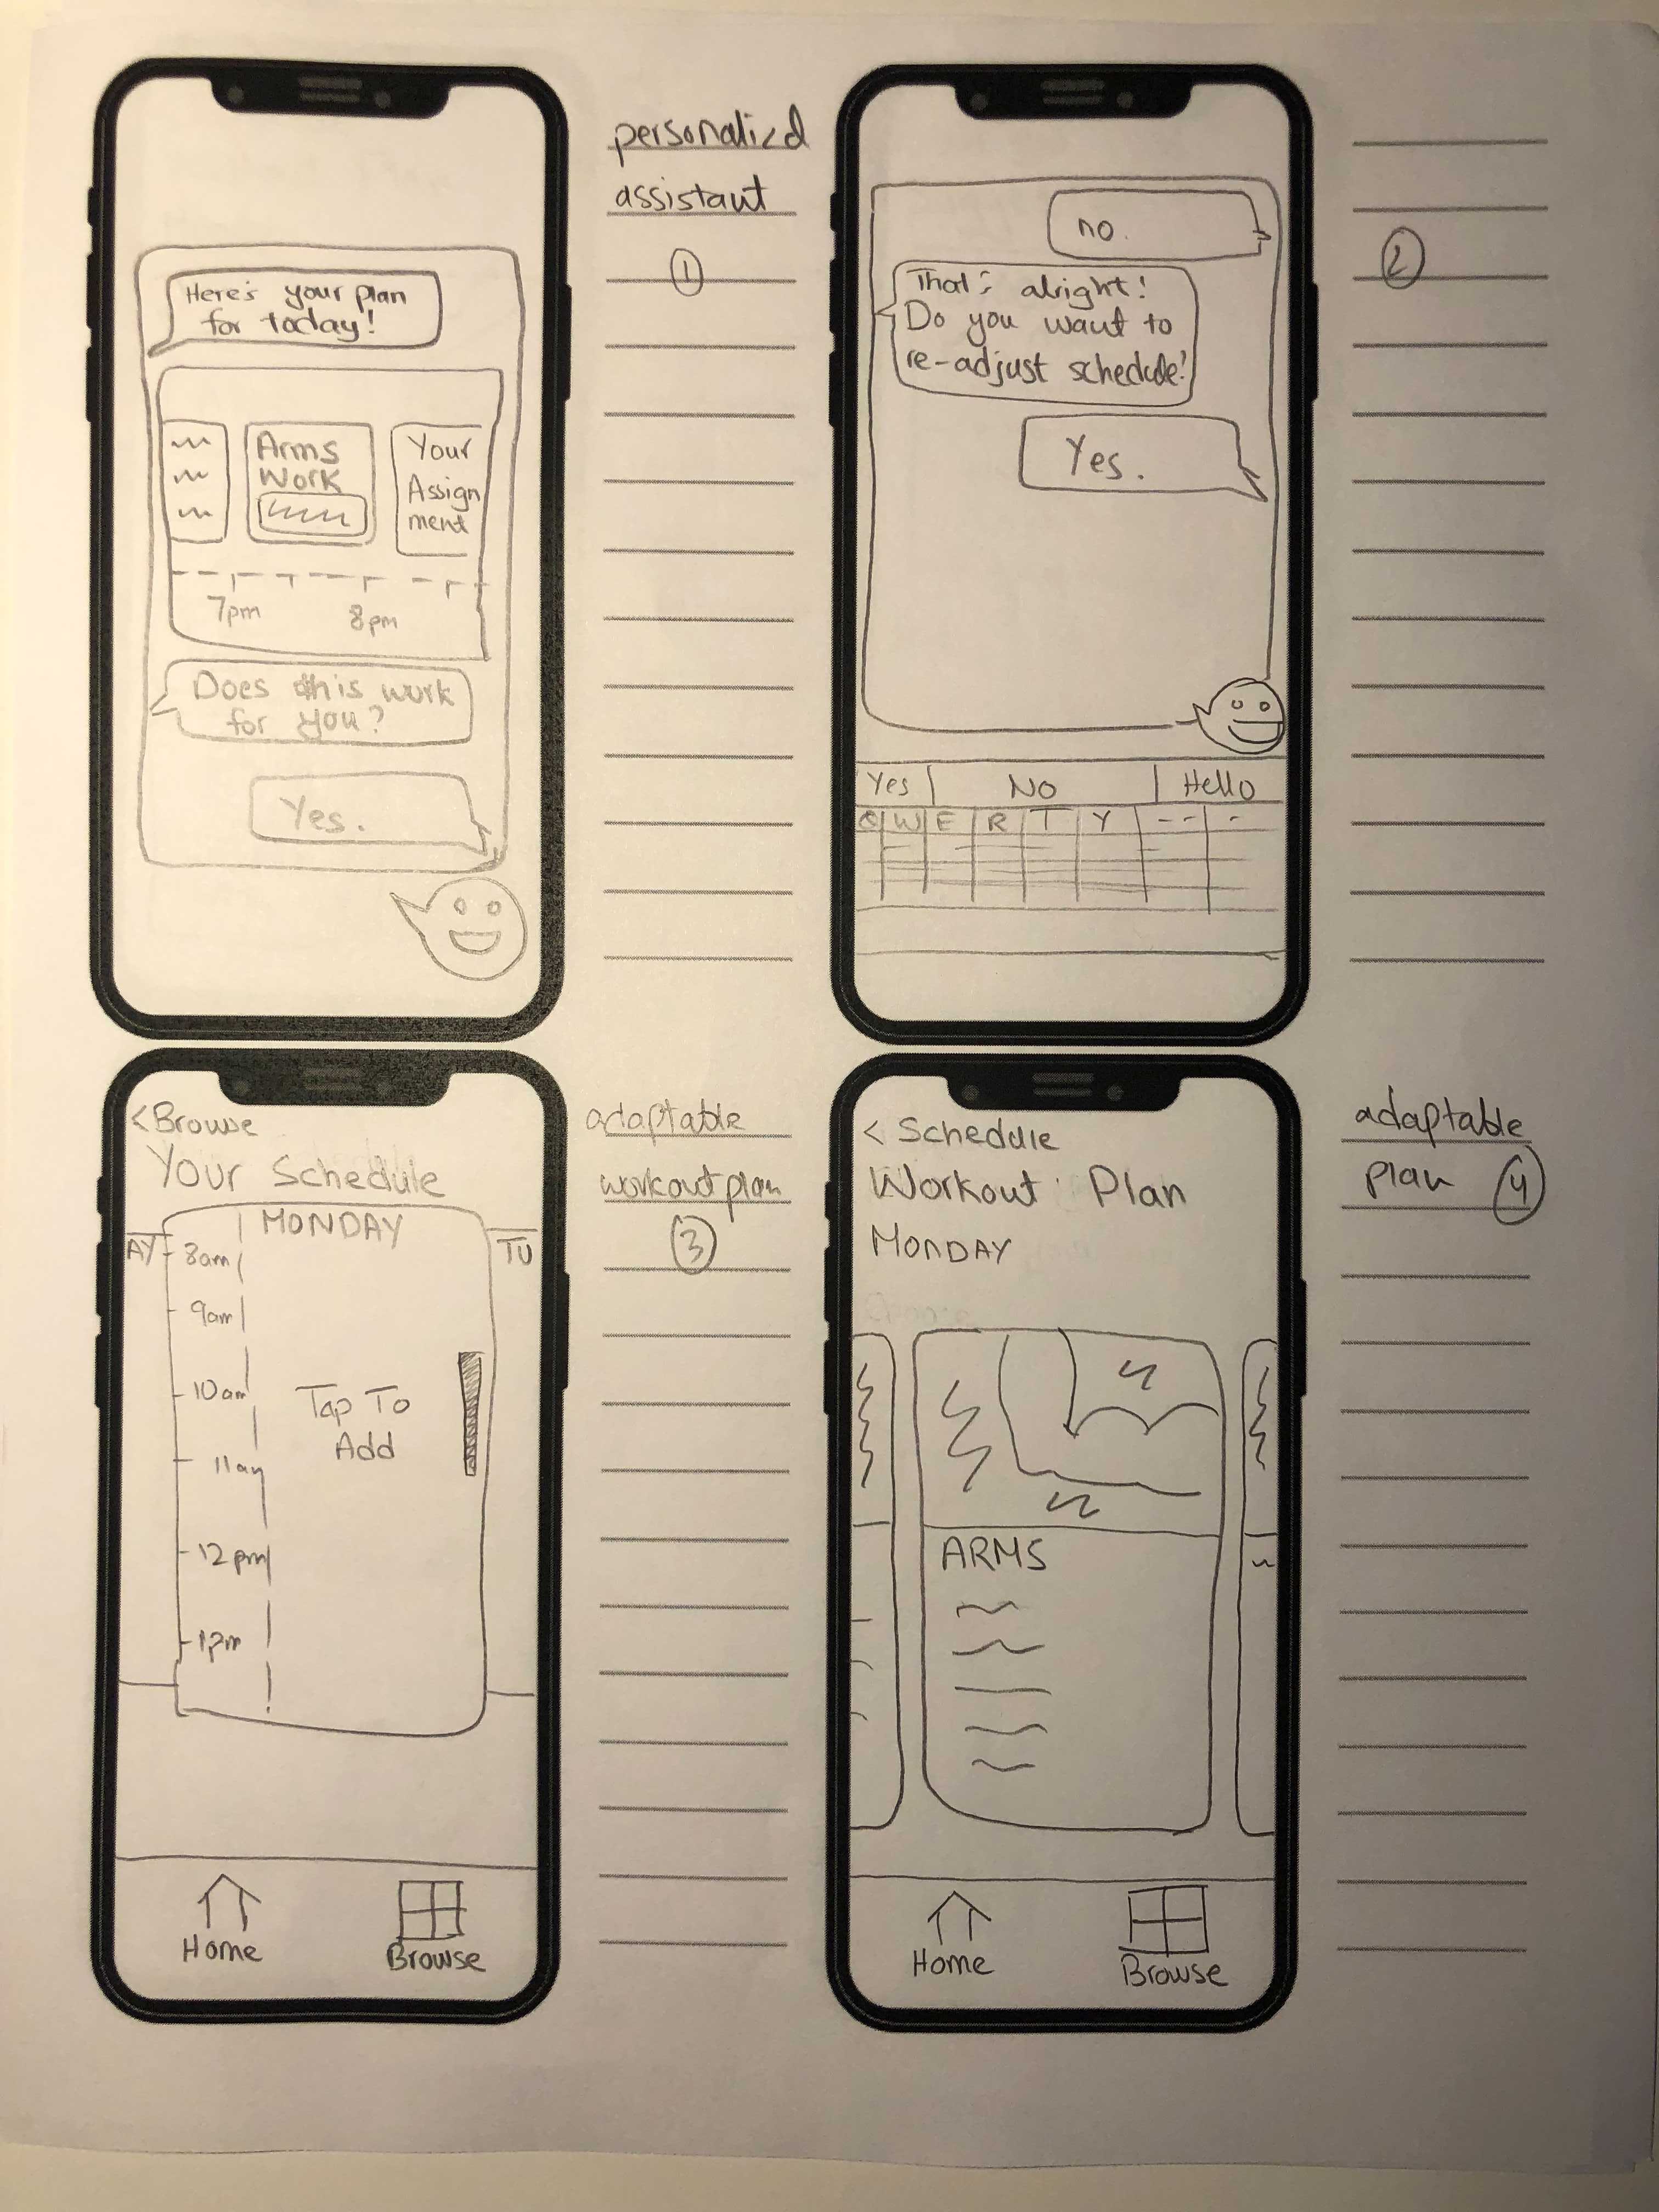 personalizd
assistant
1
Here's your plan
for today!
Arms
Work
Your
Assign
ment
7pm
8pm
Does this work
for you?
Yes.
2
no.
That's alright!
Do you want to
re-adjust schedule!
Yes.
Yes
No
Hello
Q W E R T Y
adaptable
workout plan
3
< Browse
Your Schedule
MONDAY
AY
TU
8am
9am
10am
11am
12pm
1pm
Tap To
Add
Home
Browse
adaptable
plan 4
< Schedule
Workout Plan
MONDAY
ARMS
Home
Browse